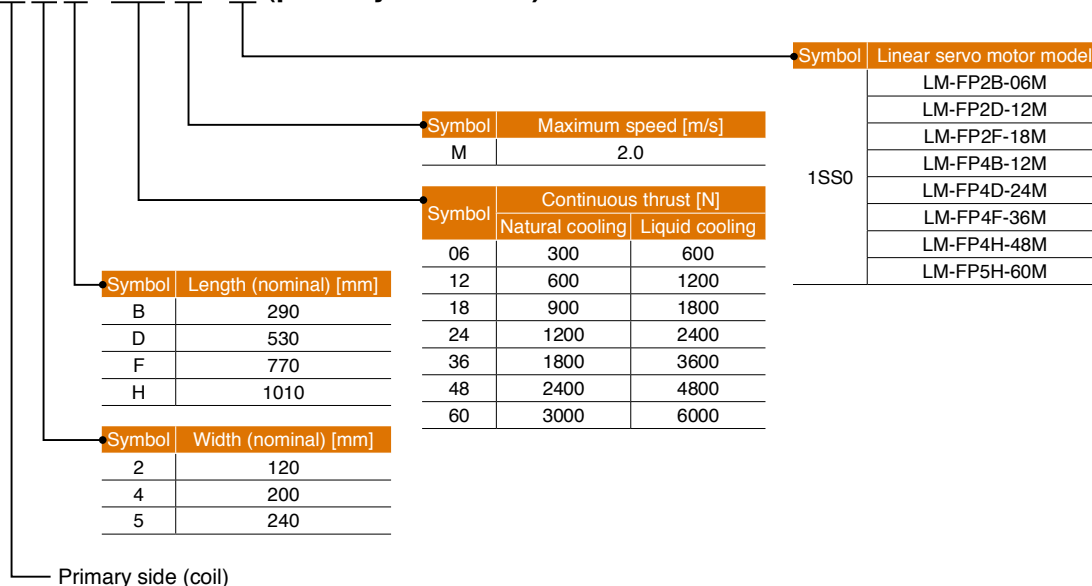 Symbol Linear servo motor model
1SS0
LM-FP2B-06M
LM-FP2D-12M
LM-FP2F-18M
LM-FP4B-12M
LM-FP4D-24M
LM-FP4F-36M
LM-FP4H-48M
LM-FP5H-60M
Symbol Maximum speed [m/s]
M 2.0
Symbol Continuous thrust [N]
Natural cooling Liquid cooling
06 300 600
12 600 1200
18 900 1800
24 1200 2400
36 1800 3600
48 2400 4800
60 3000 6000
Symbol Length (nominal) [mm]
B 290
D 530
F 770
H 1010
Symbol Width (nominal) [mm]
2 120
4 200
5 240
Primary side (coil)